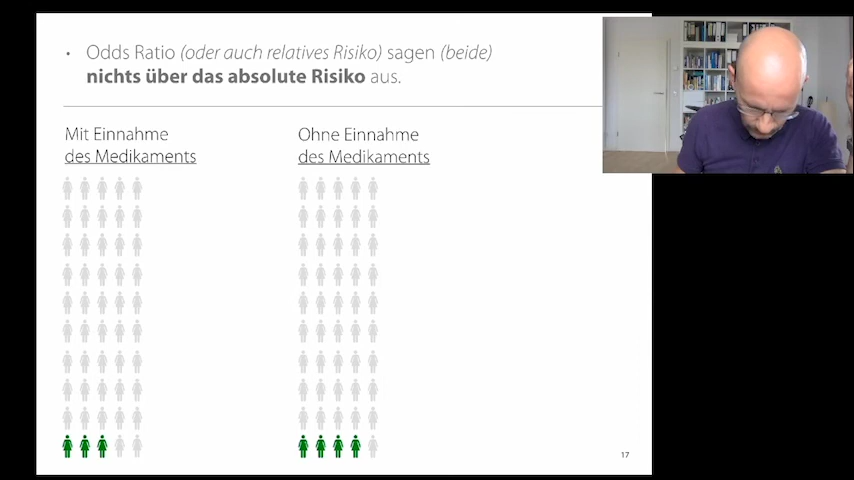 • Odds Ratio (oder auch relatives Risiko) sagen (beide)
nichts über das absolute Risiko aus.
Mit Einnahme
des Medikaments
Ohne Einnahme
des Medikaments
17